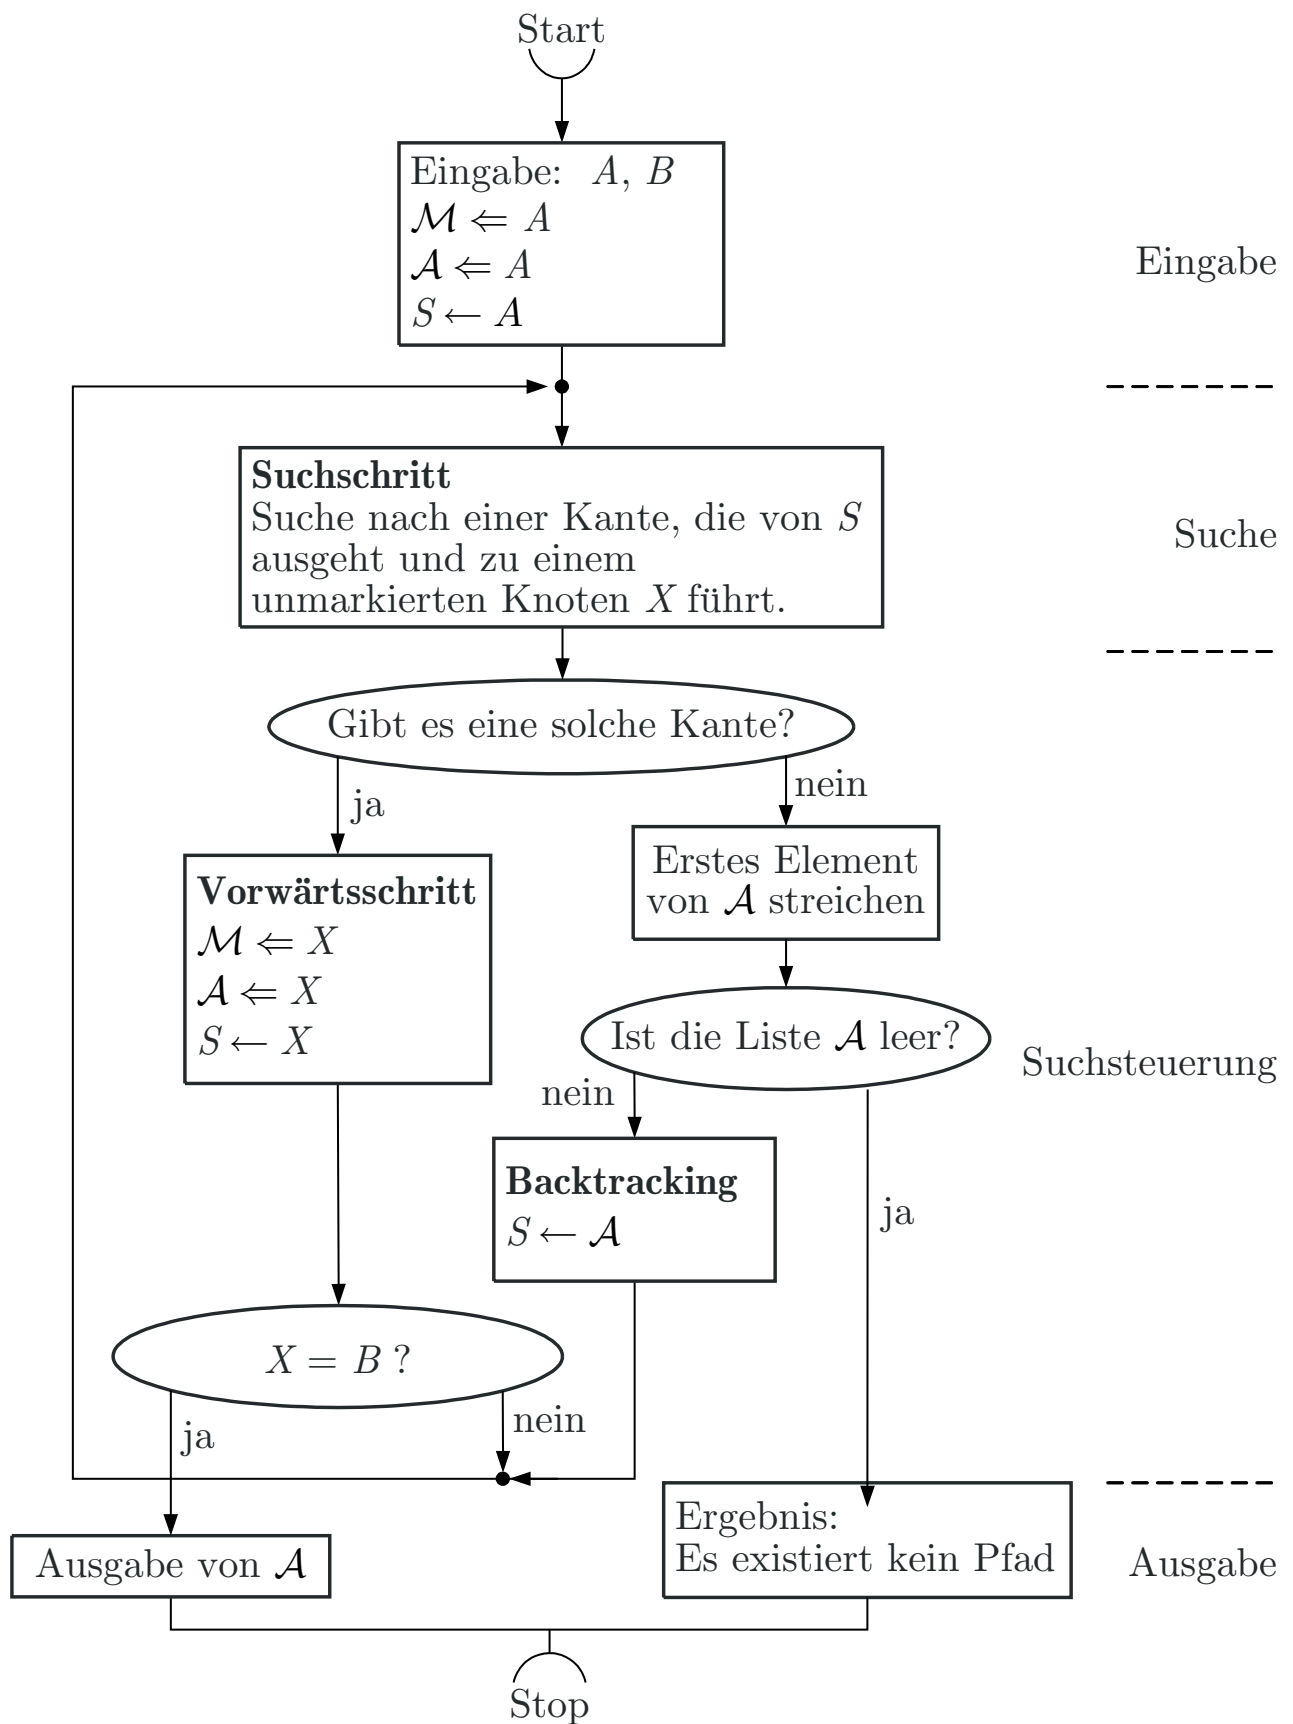 Start
Eingabe: A, B
ℳ ⇐ A
𝒜 ⇐ A
S ← A
Eingabe
Suchschritt
Suche nach einer Kante, die von S
ausgeht und zu einem
unmarkierten Knoten X führt.
Suche
Gibt es eine solche Kante?
ja
nein
Erstes Element
von 𝒜 streichen
Vorwärtsschritt
ℳ ⇐ X
𝒜 ⇐ X
S ← X
Ist die Liste 𝒜 leer?
Suchsteuerung
nein
ja
Backtracking
S ← 𝒜
X = B ?
ja
nein
Ergebnis:
Es existiert kein Pfad
Ausgabe von 𝒜
Ausgabe
Stop